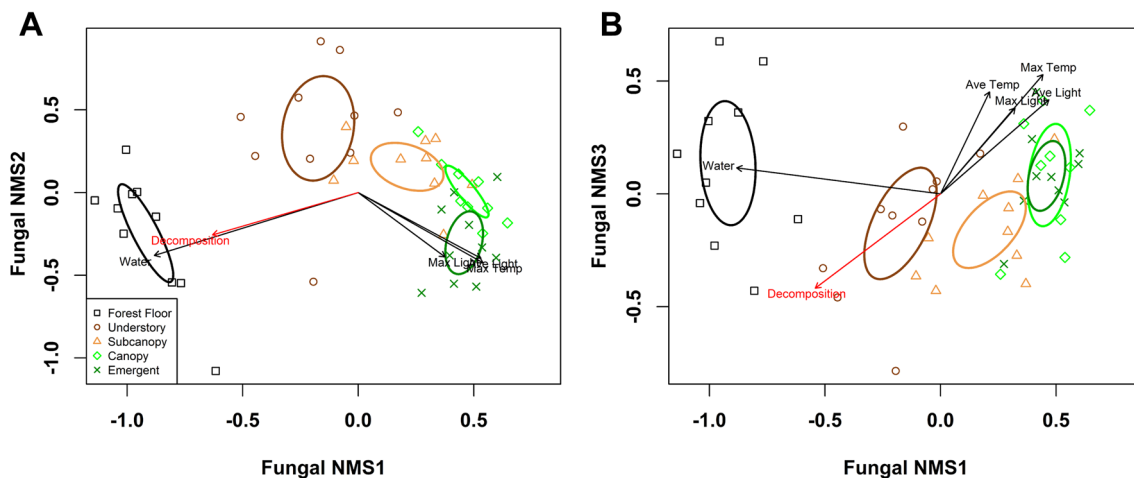 A
B
Fungal NMS2
0.5
0.0
-0.5
-1.0
Decomposition
Water
Max Light
Ave Light
Max Temp
Forest Floor
Understory
Subcanopy
Canopy
Emergent
-1.0
-0.5
0.0
0.5
Fungal NMS1
Fungal NMS3
0.5
0.0
-0.5
Max Temp
Ave Temp
Ave Light
Max Light
Water
Decomposition
-1.0
-0.5
0.0
0.5
Fungal NMS1